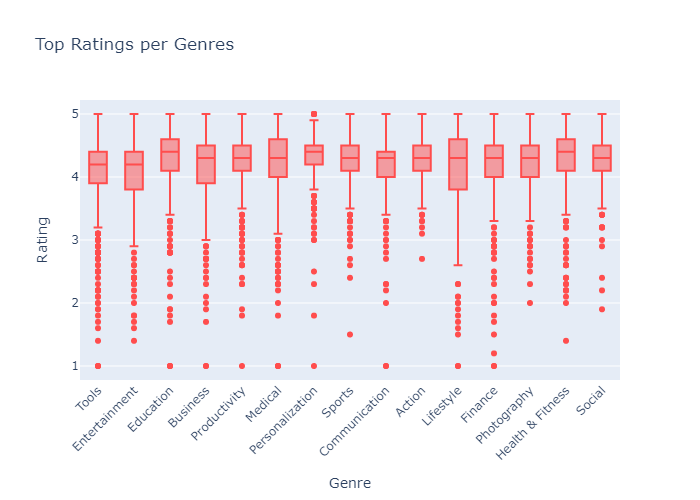 Top Ratings per Genres
5
4
3
2
1
Rating
Tools
Entertainment
Education
Business
Productivity
Medical
Personalization
Sports
Communication
Action
Lifestyle
Finance
Photography
Health & Fitness
Social
Genre